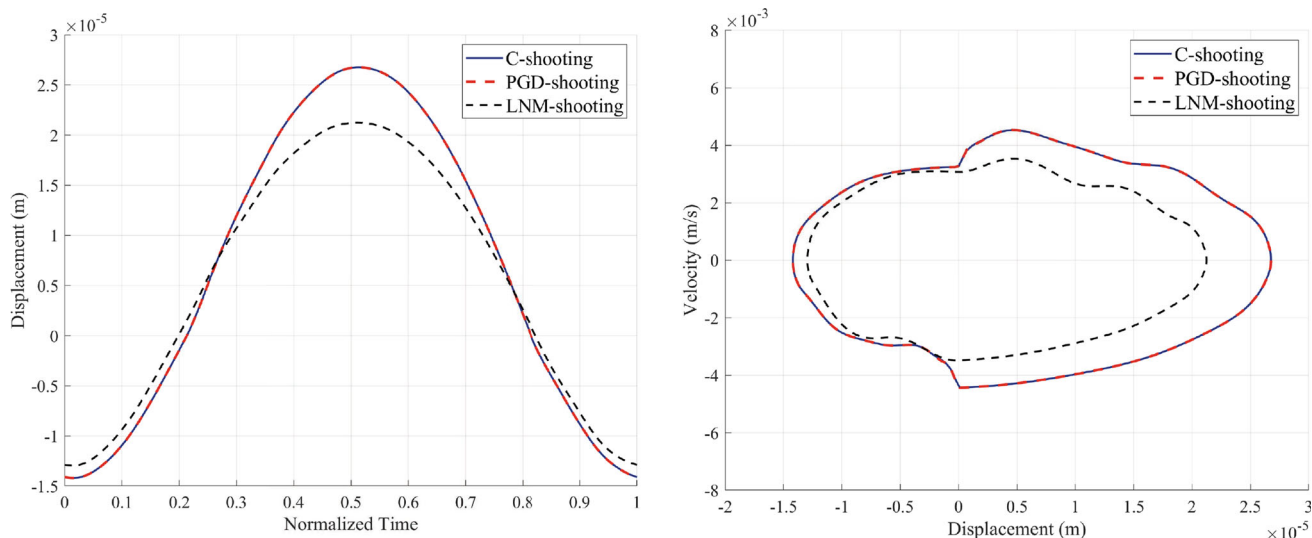 ×10⁻⁵
3
2.5
2
1.5
1
0.5
0
-0.5
-1
-1.5
0 0.1 0.2 0.3 0.4 0.5 0.6 0.7 0.8 0.9 1
Normalized Time
Displacement (m)
C-shooting
PGD-shooting
LNM-shooting
×10⁻³
8
6
4
2
0
-2
-4
-6
-8
-2 -1.5 -1 -0.5 0 0.5 1 1.5 2 2.5 3
Displacement (m)
×10⁻⁵
Velocity (m/s)
C-shooting
PGD-shooting
LNM-shooting